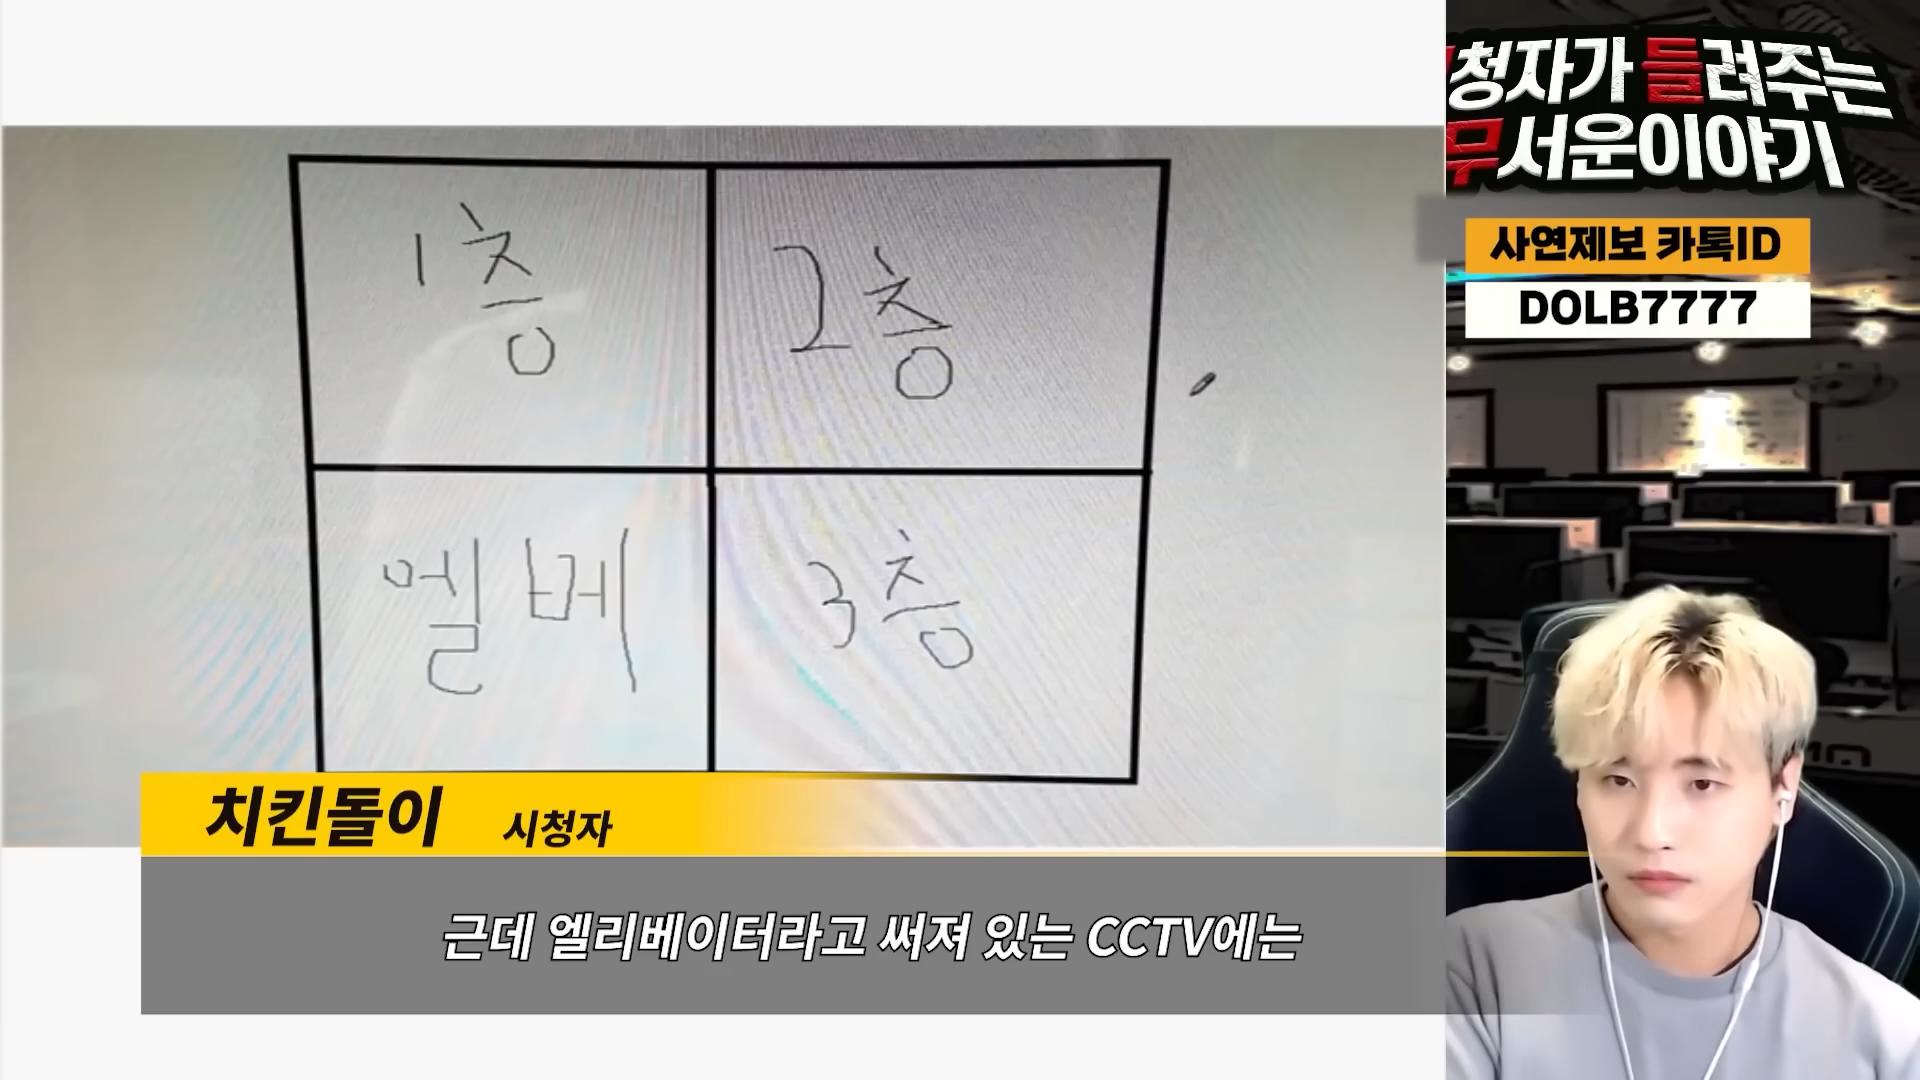 청자가 들려주는
무서운이야기
사연제보 카톡ID
DOLB7777
1층
2층
엘베
3층
치킨돌이 시청자
근데 엘리베이터라고 써져 있는 CCTV에는